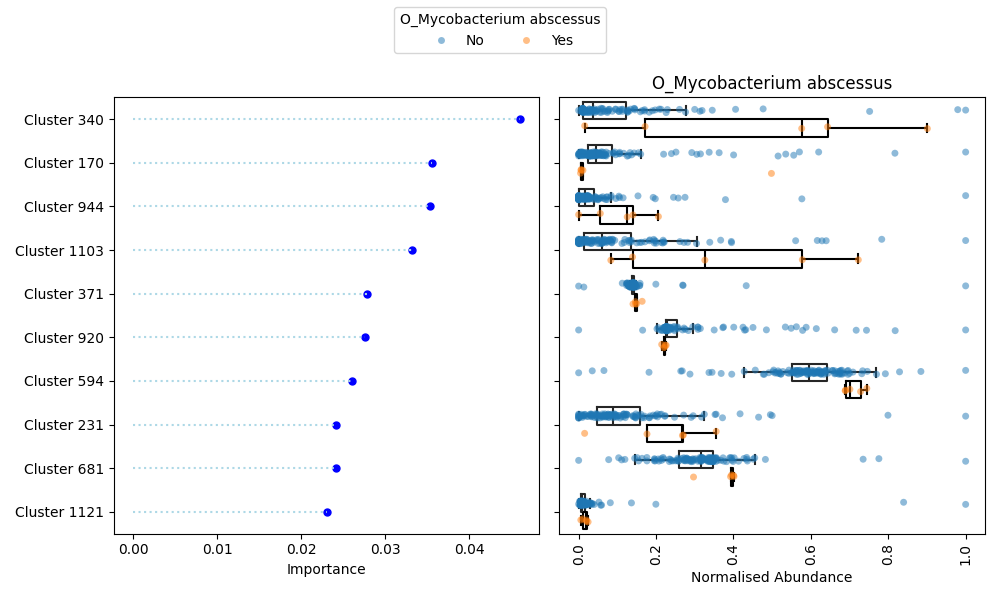 O_Mycobacterium abscessus
No Yes
O_Mycobacterium abscessus
Cluster 340
Cluster 170
Cluster 944
Cluster 1103
Cluster 371
Cluster 920
Cluster 594
Cluster 231
Cluster 681
Cluster 1121
0.00 0.01 0.02 0.03 0.04
Importance
0.0 0.2 0.4 0.6 0.8 1.0
Normalised Abundance